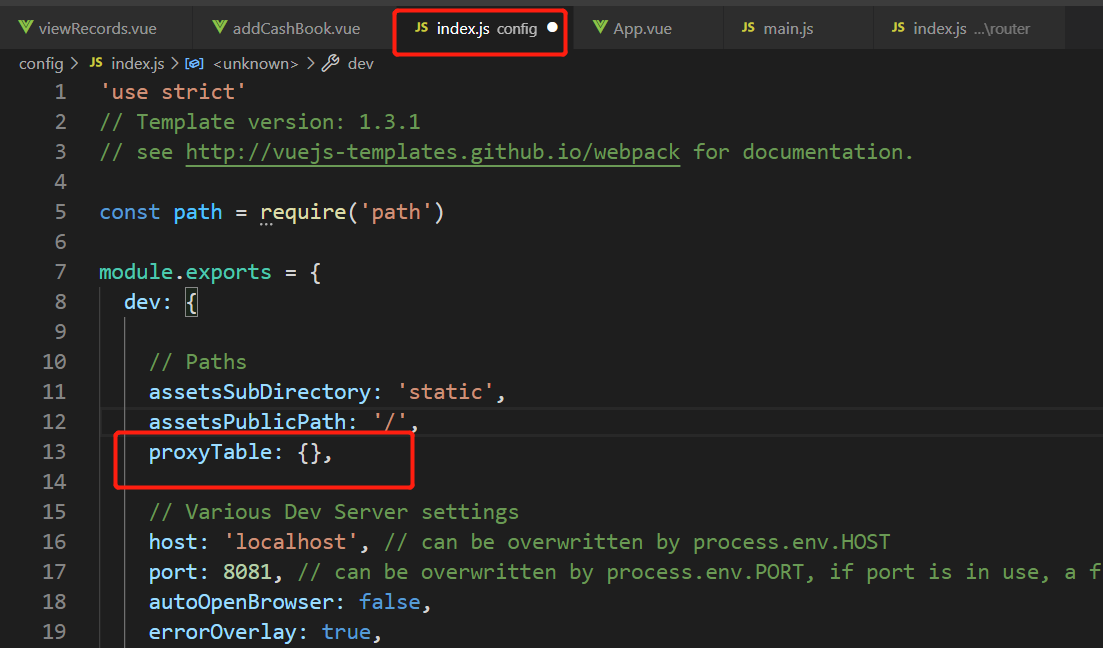 viewRecords.vue addCashBook.vue JS index.js config App.vue JS main.js JS index.js ...\router
config > JS index.js > <unknown> > dev
1 'use strict'
2 // Template version: 1.3.1
3 // see http://vuejs-templates.github.io/webpack for documentation.
4
5 const path = require('path')
6
7 module.exports = {
8 dev: {
9
10 // Paths
11 assetsSubDirectory: 'static',
12 assetsPublicPath: '/',
13 proxyTable: {},
14
15 // Various Dev Server settings
16 host: 'localhost', // can be overwritten by process.env.HOST
17 port: 8081, // can be overwritten by process.env.PORT, if port is in use, a f
18 autoOpenBrowser: false,
19 errorOverlay: true,